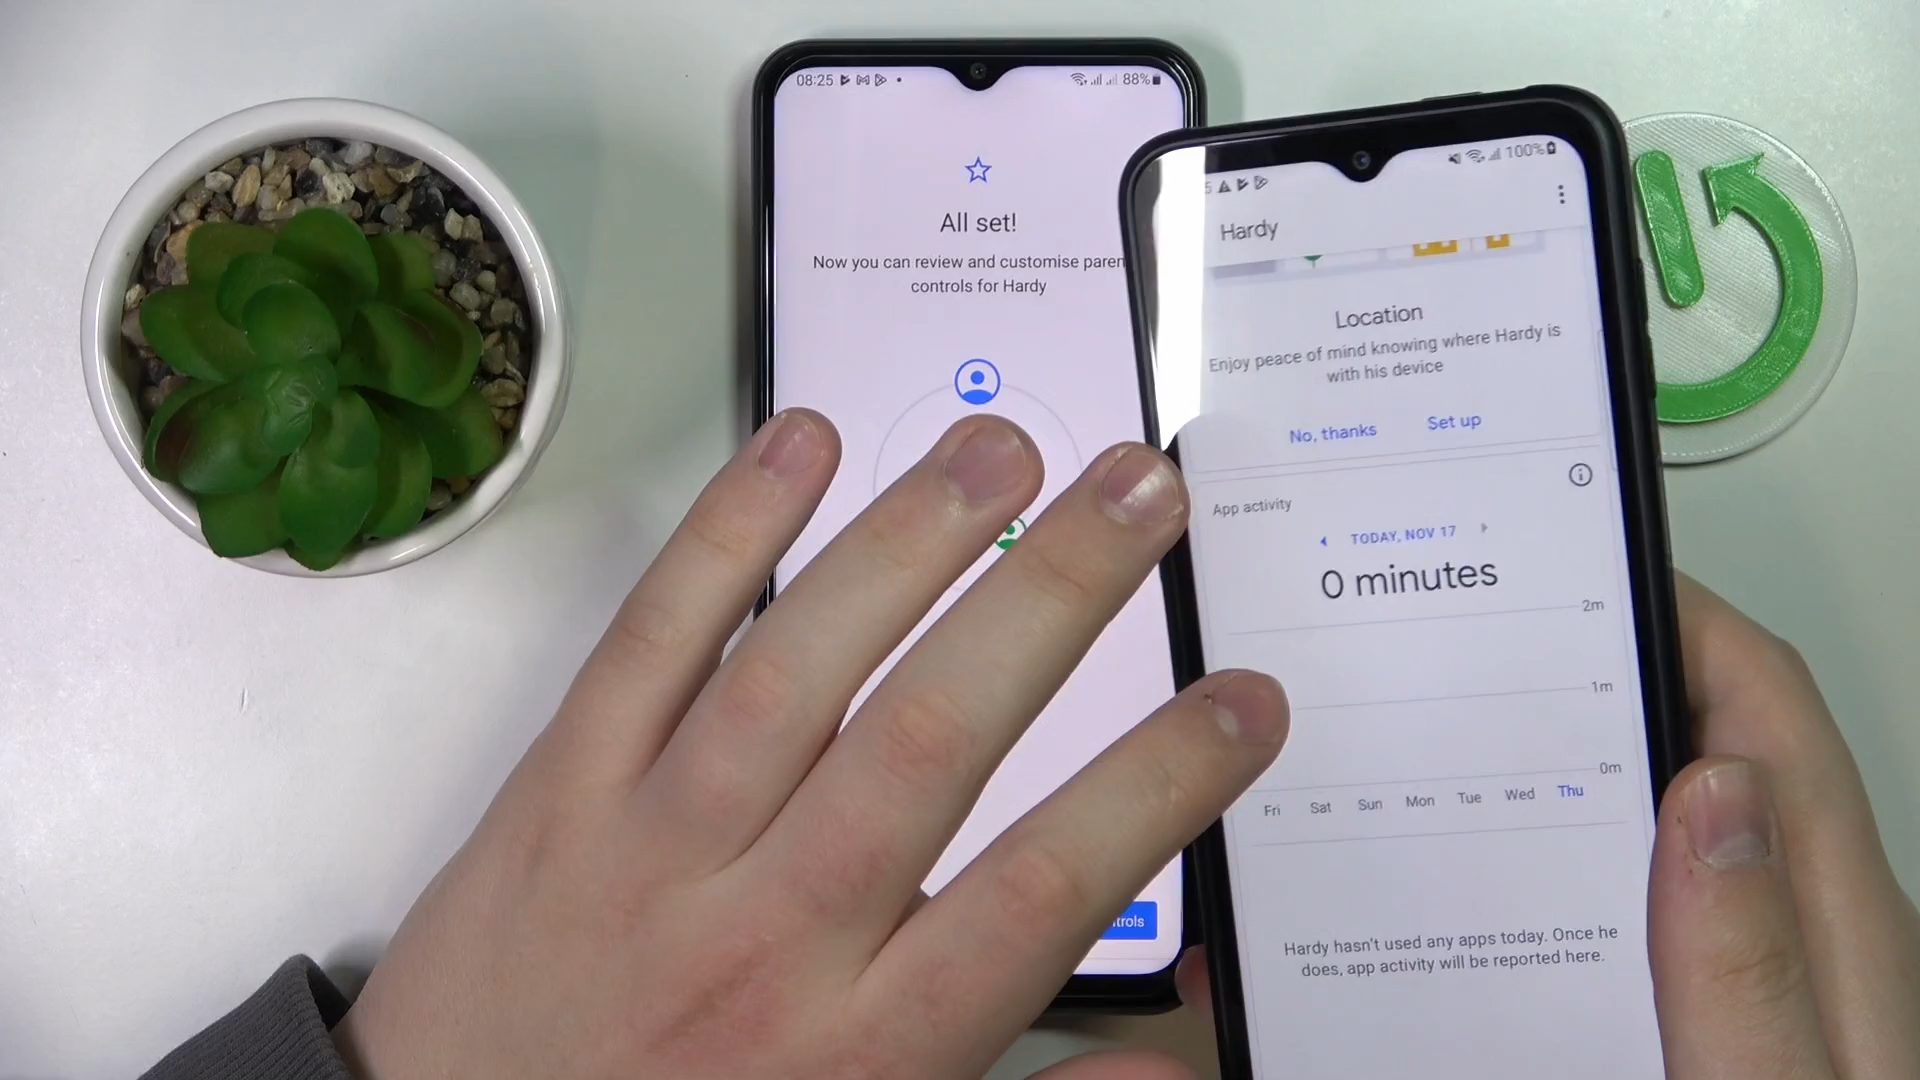 08:25
88%
All set!
Now you can review and customise
controls for Hardy
100%
Hardy
Location
Enjoy peace of mind knowing where Hardy is
with his device
No, thanks
Set up
App activity
TODAY, NOV 17
0 minutes
2m
1m
0m
Fri Sat Sun Mon Tue Wed Thu
Hardy hasn't used any apps today. Once he
does, app activity will be reported here.